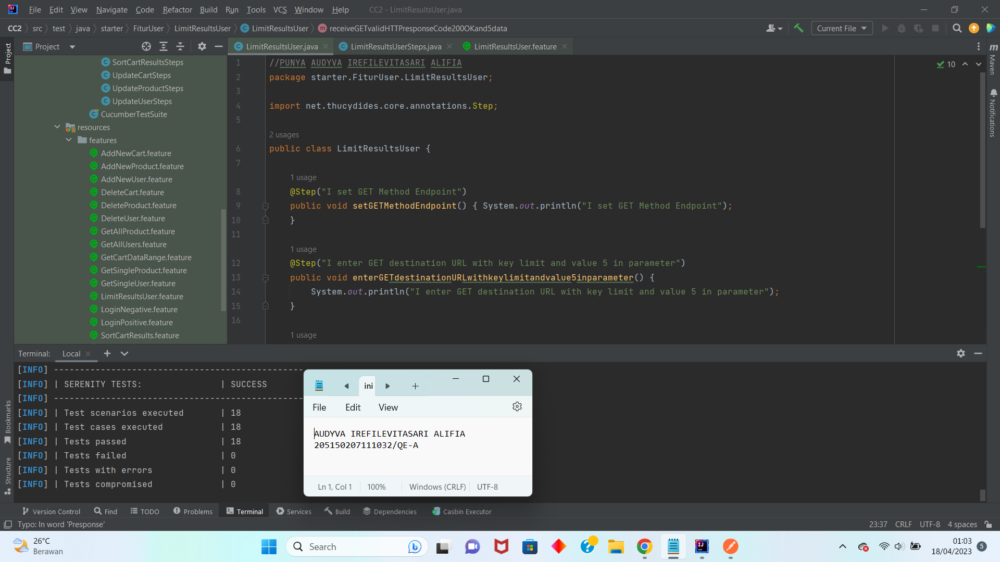 File Edit View Navigate Code Refactor Build Run Tools VCS Window Help CC2 - LimitResultsUser.java
CC2 src test java starter FiturUser LimitResultsUser LimitResultsUser receiveGETvalidHTTPresponseCode200OKand5data Current File
Project
Project
LimitResultsUser.java LimitResultsUserSteps.java LimitResultsUser.feature
Maven
Notifications
SortCartResultsSteps
UpdateCartSteps
UpdateProductSteps
UpdateUserSteps
CucumberTestSuite
resources
features
AddNewCart.feature
AddNewProduct.feature
AddNewUser.feature
DeleteCart.feature
DeleteProduct.feature
DeleteUser.feature
GetAllProduct.feature
GetAllUsers.feature
GetCartDataRange.feature
GetSingleProduct.feature
GetSingleUser.feature
LimitResultsUser.feature
LoginNegative.feature
LoginPositive.feature
SortCartResults.feature
10
1 //PUNYA AUDYVA IREFILEVITASARI ALIFIA
2 package starter.FiturUser.LimitResultsUser;
3
4 import net.thucydides.core.annotations.Step;
5
2 usages
6 public class LimitResultsUser {
7
1 usage
8 @Step("I set GET Method Endpoint")
9 public void setGETMethodEndpoint() { System.out.println("I set GET Method Endpoint");
10 }
11
1 usage
12 @Step("I enter GET destination URL with key limit and value 5 in parameter")
13 public void enterGETdestinationURLwithkeylimitandvalue5inparameter() {
14 System.out.println("I enter GET destination URL with key limit and value 5 in parameter");
15 }
16
1 usage
Terminal: Local
[INFO] ------------------------------------------------
[INFO] | SERENITY TESTS: | SUCCESS
[INFO] ------------------------------------------------
[INFO] | Test scenarios executed | 18
[INFO] | Test cases executed | 18
[INFO] | Tests passed | 18
[INFO] | Tests failed | 0
[INFO] | Tests with errors | 0
[INFO] | Tests compromised | 0
Bookmarks
Structure
ini
File Edit View
AUDYVA IREFILEVITASARI ALIFIA
205150207111032/QE-A
Ln 1, Col 1 100% Windows (CRLF) UTF-8
Version Control Find TODO Problems Terminal Services Build Dependencies Casbin Executor
Typo: In word 'Presponse' 23:37 CRLF UTF-8 4 spaces
26°C
Berawan
Search
01:03
18/04/2023
5